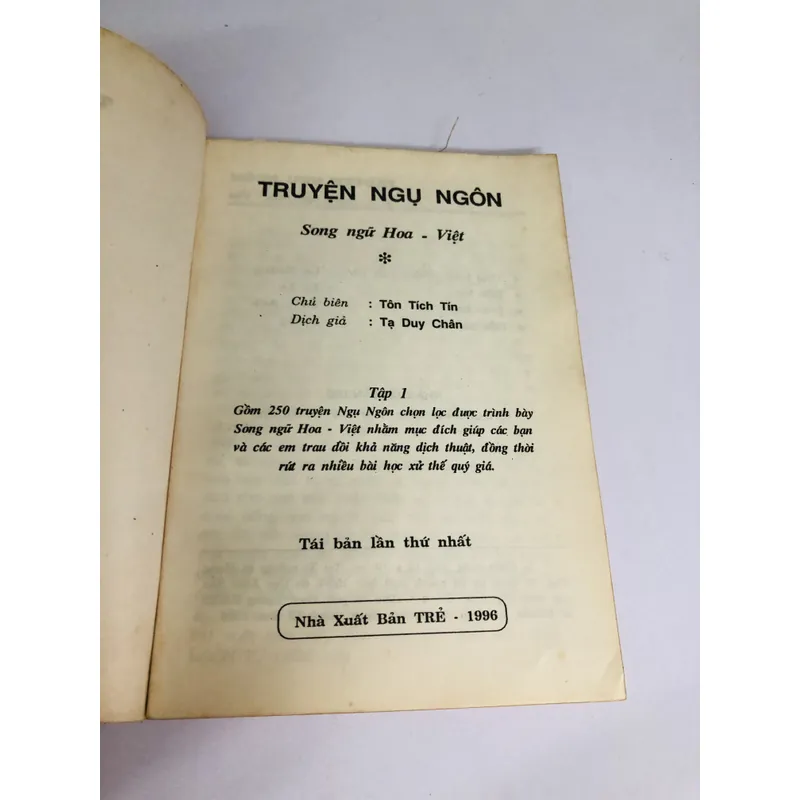 TRUYỆN NGỤ NGÔN
Song ngữ Hoa - Việt
*
Chủ biên : Tôn Tích Tín
Dịch giả : Tạ Duy Chân
Tập 1
Gồm 250 truyện Ngụ Ngôn chọn lọc được trình bày
Song ngữ Hoa - Việt nhằm mục đích giúp các bạn
và các em trau dồi khả năng dịch thuật, đồng thời
rút ra nhiều bài học xử thế quý giá.
Tái bản lần thứ nhất
Nhà Xuất Bản TRẺ - 1996